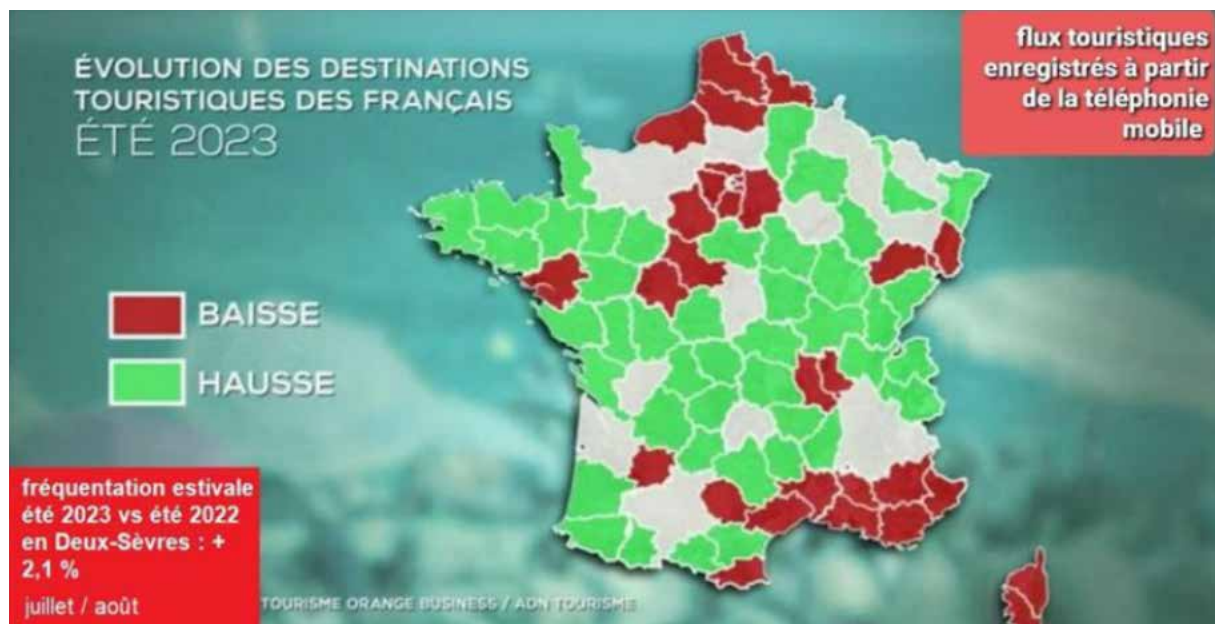 ÉVOLUTION DES DESTINATIONS
TOURISTIQUES DES FRANÇAIS
ÉTÉ 2023
flux touristiques
enregistrés à partir
de la téléphonie
mobile
BAISSE
HAUSSE
fréquentation estivale
été 2023 vs été 2022
en Deux-Sèvres : +
2,1 %
juillet / août
TOURISME ORANGE BUSINESS / ADN TOURISME